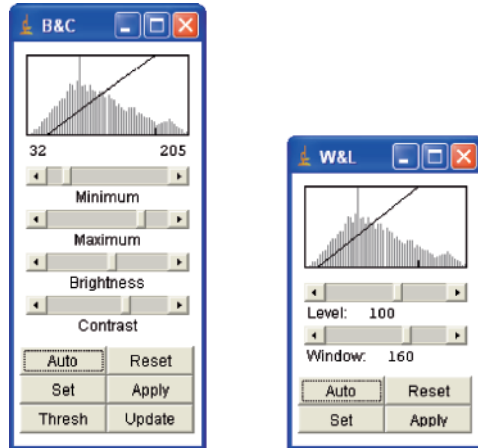 B&C
32 205
Minimum
Maximum
Brightness
Contrast
Auto Reset
Set Apply
Thresh Update
W&L
Level: 100
Window: 160
Auto Reset
Set Apply